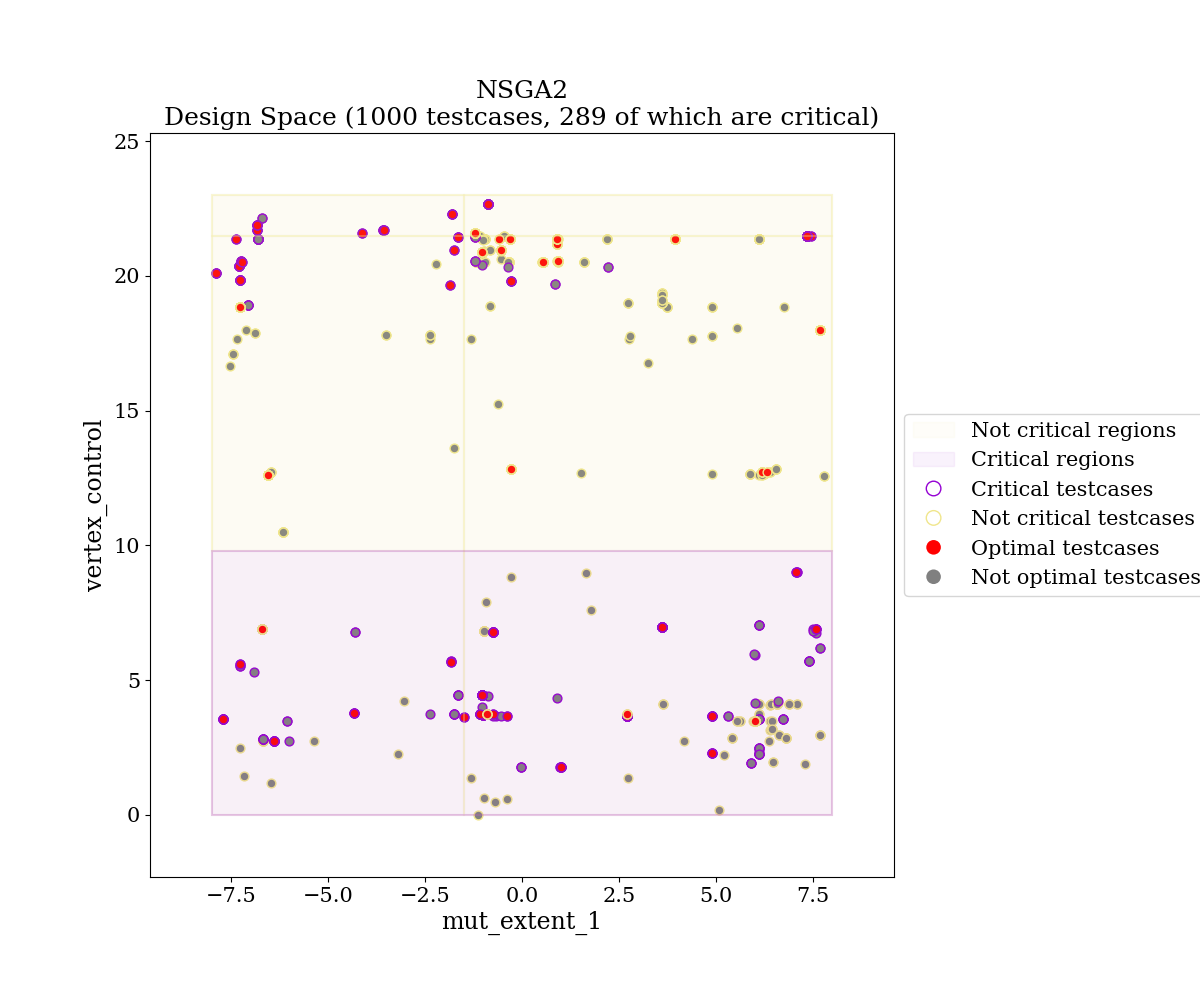 NSGA2
Design Space (1000 testcases, 289 of which are critical)
25
20
15
10
5
0
vertex_control
−7.5
−5.0
−2.5
0.0
2.5
5.0
7.5
mut_extent_1
Not critical regions
Critical regions
Critical testcases
Not critical testcases
Optimal testcases
Not optimal testcases